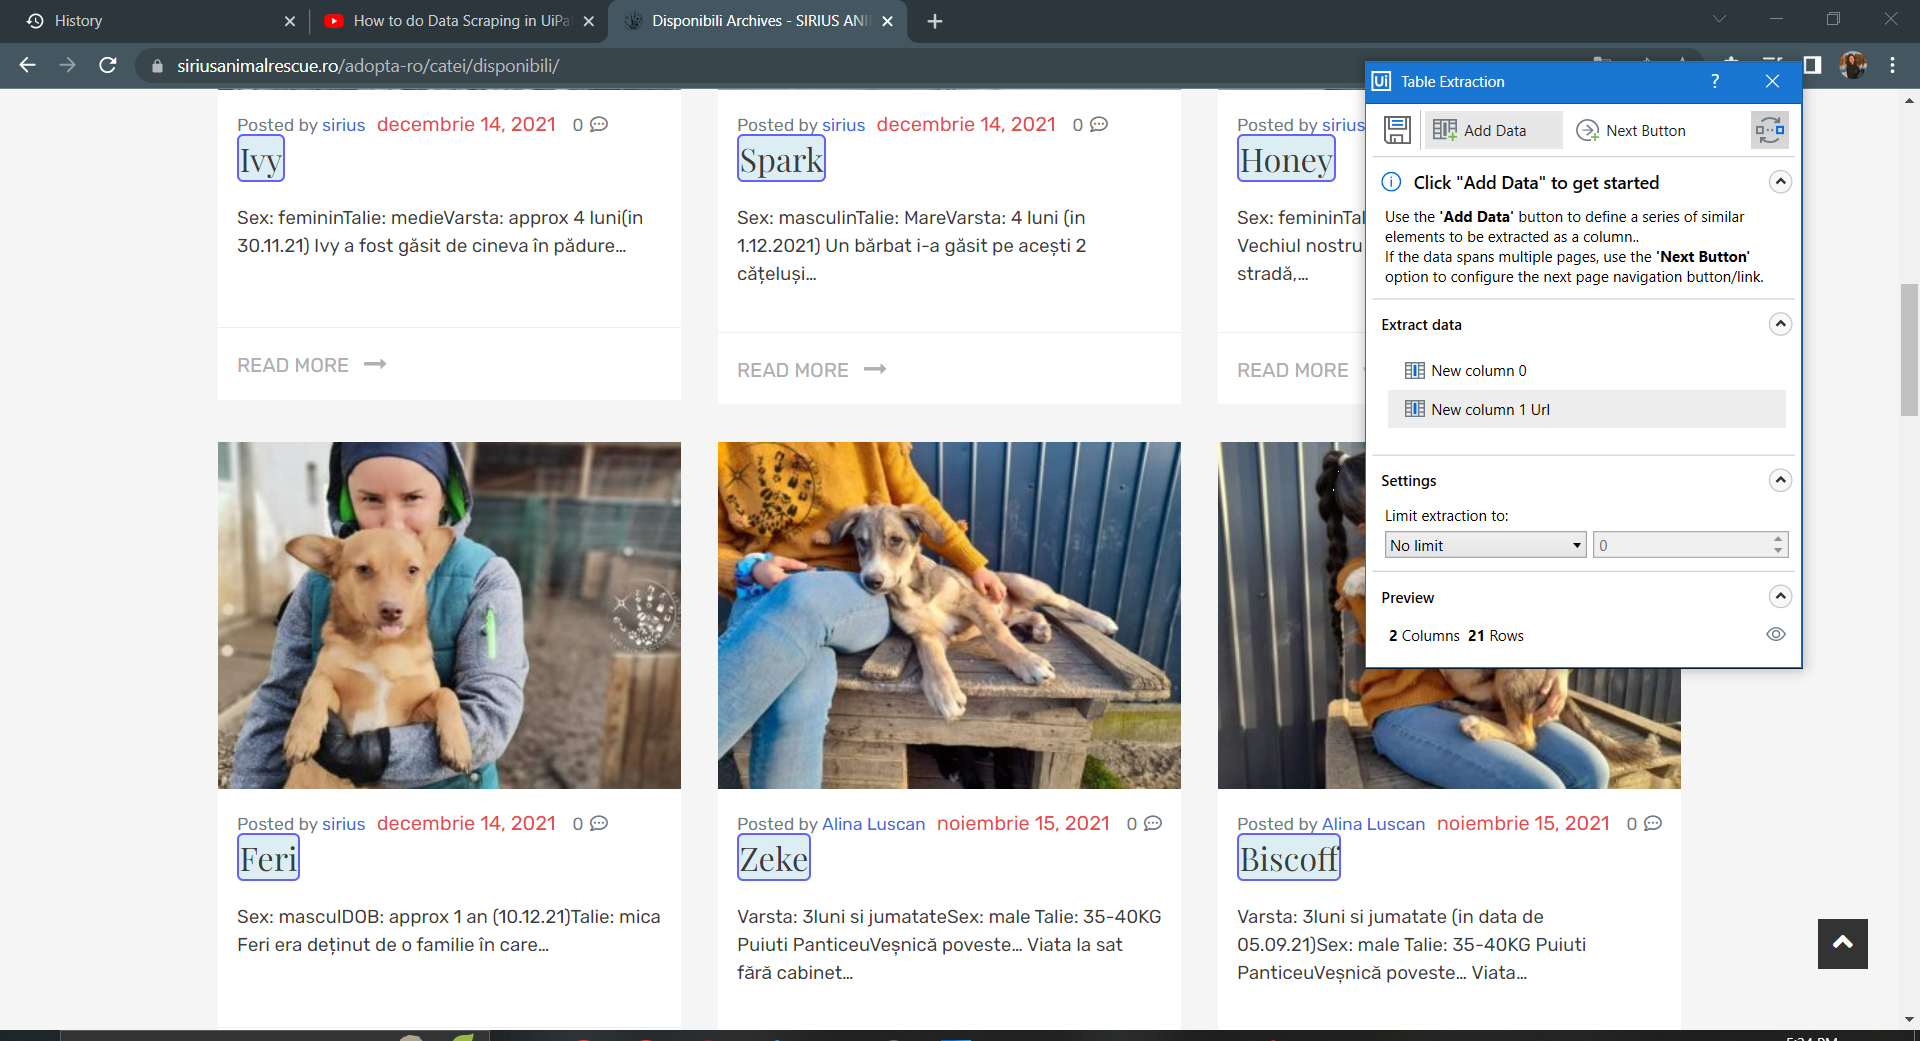 History
How to do Data Scraping in UiPa
Disponibili Archives - SIRIUS ANI
siriusanimalrescue.ro/adopta-ro/catei/disponibili/
Posted by sirius decembrie 14, 2021 0
Ivy
Sex: femininTalie: medieVarsta: approx 4 luni(in
30.11.21) Ivy a fost găsit de cineva în pădure...
READ MORE
Posted by sirius decembrie 14, 2021 0
Spark
Sex: masculinTalie: MareVarsta: 4 luni (in
1.12.2021) Un bărbat i-a găsit pe acești 2
cățeluși...
READ MORE
Posted by sirius
Honey
Sex: femininTal
Vechiul nostru
stradă,...
READ MORE
Posted by sirius decembrie 14, 2021 0
Feri
Sex: masculDOB: approx 1 an (10.12.21)Talie: mica
Feri era deținut de o familie în care...
Posted by Alina Luscan noiembrie 15, 2021 0
Zeke
Varsta: 3luni si jumatateSex: male Talie: 35-40KG
Puiuti PanticeuVeșnică poveste... Viata la sat
fără cabinet...
Posted by Alina Luscan noiembrie 15, 2021 0
Biscoff
Varsta: 3luni si jumatate (in data de
05.09.21)Sex: male Talie: 35-40KG Puiuti
PanticeuVeșnică poveste... Viata...
Ui Table Extraction ?
Add Data Next Button
Click "Add Data" to get started
Use the 'Add Data' button to define a series of similar
elements to be extracted as a column..
If the data spans multiple pages, use the 'Next Button'
option to configure the next page navigation button/link.
Extract data
New column 0
New column 1 Url
Settings
Limit extraction to:
No limit 0
Preview
2 Columns 21 Rows